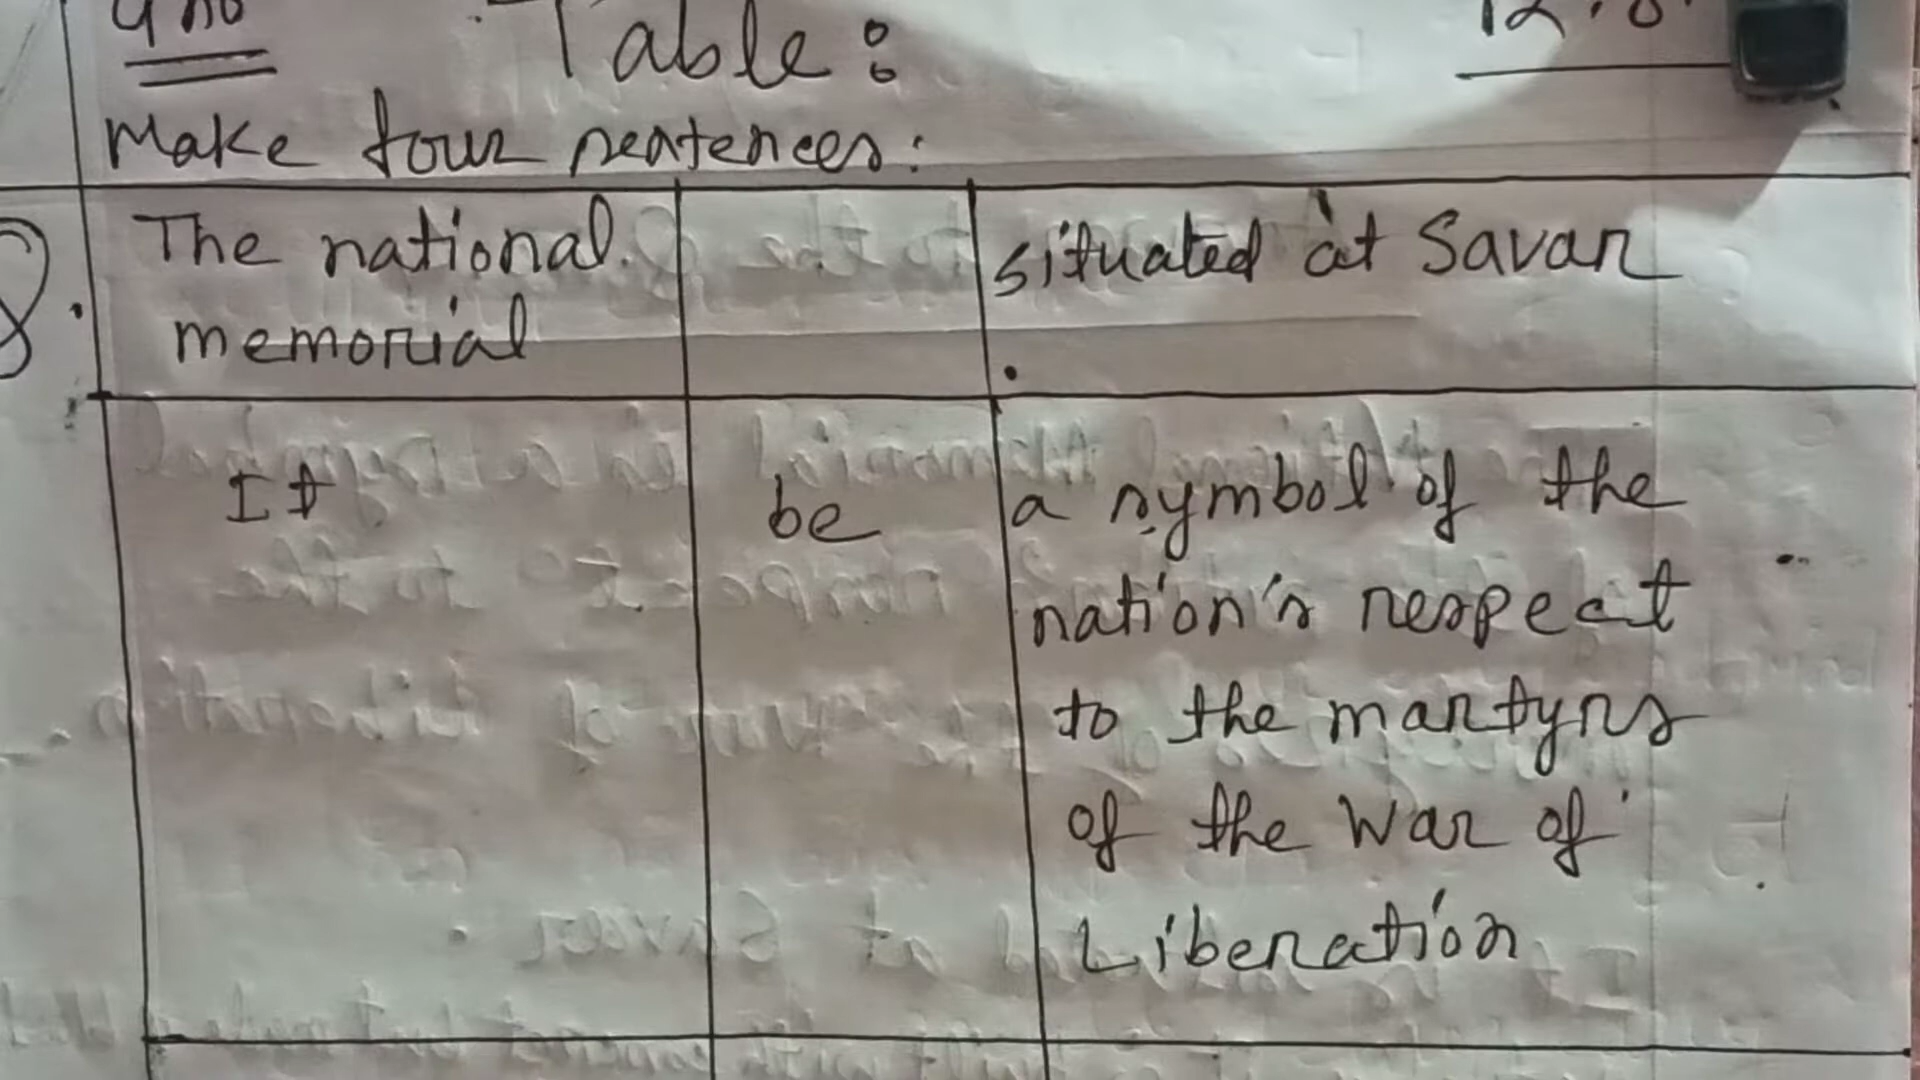 Table:
Make four sentences:
8.
The national
memorial
situated at Savar
.
It
be
a symbol of the
nation's respect
to the martyrs
of the War of
Liberation